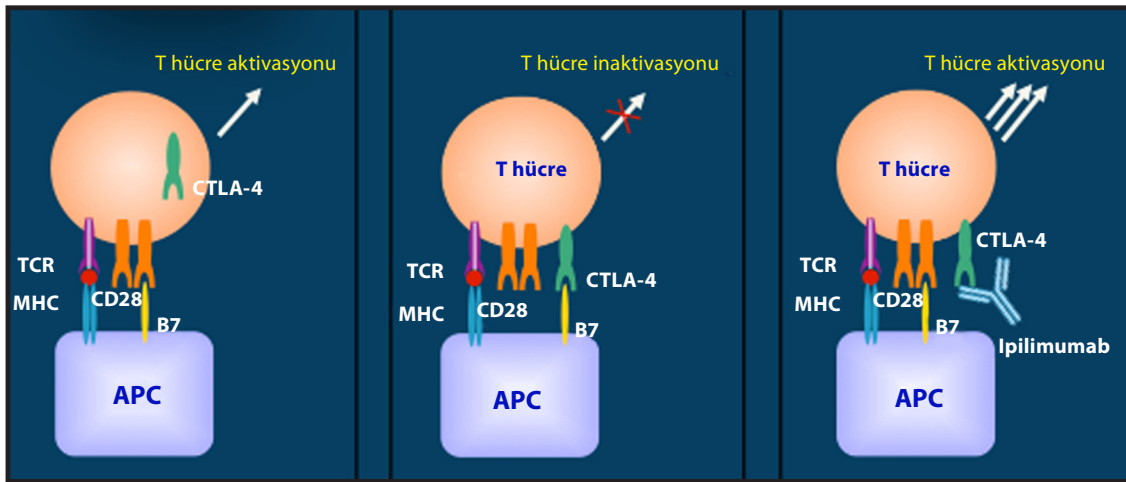 T hücre aktivasyonu
CTLA-4
TCR
MHC
CD28
B7
APC
T hücre inaktivasyonu
T hücre
TCR
CTLA-4
MHC
CD28
B7
APC
T hücre aktivasyonu
T hücre
CTLA-4
TCR
MHC
CD28
B7
Ipilimumab
APC